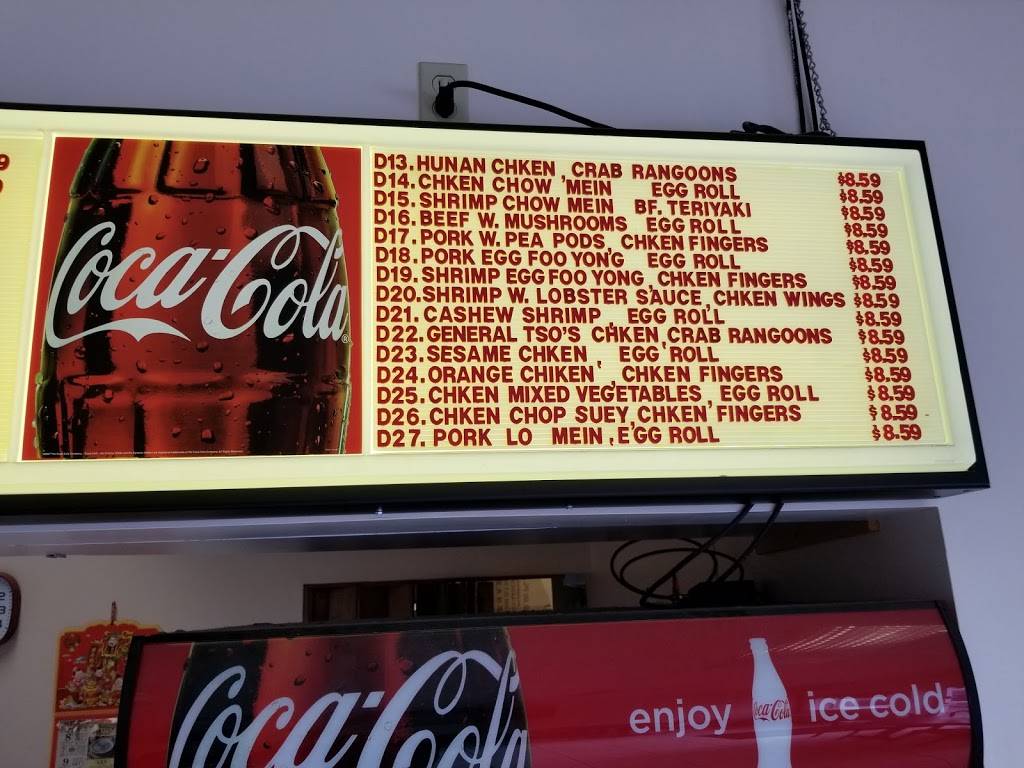 9
Coca-Cola
D13. HUNAN CHKEN , CRAB RANGOONS $8.59
D14. CHKEN CHOW 'MEIN EGG ROLL $8.59
D15. SHRIMP CHOW MEIN BF. TERIYAKI $8.59
D16. BEEF W. MUSHROOMS EGG ROLL $8.59
D17. PORK W. PEA PODS, CHKEN FINGERS $8.59
D18. PORK EGG FOO YONG EGG ROLL $8.59
D19. SHRIMP EGG FOO YONG, CHKEN FINGERS $8.59
D20. SHRIMP W. LOBSTER SAUCE, CHKEN WINGS $8.59
D21. CASHEW SHRIMP, EGG ROLL $8.59
D22. GENERAL TSO'S CHKEN, CRAB RANGOONS $8.59
D23. SESAME CHKEN , EGG ROLL $8.59
D24. ORANGE CHIKEN ' , CHKEN FINGERS $8.59
D25. CHKEN MIXED VEGETABLES , EGG ROLL $8.59
D26. CHKEN CHOP SUEY, CHKEN FINGERS $8.59
D27. PORK LO MEIN , EGG ROLL $8.59
Coca-Cola
enjoy Coca-Cola ice cold